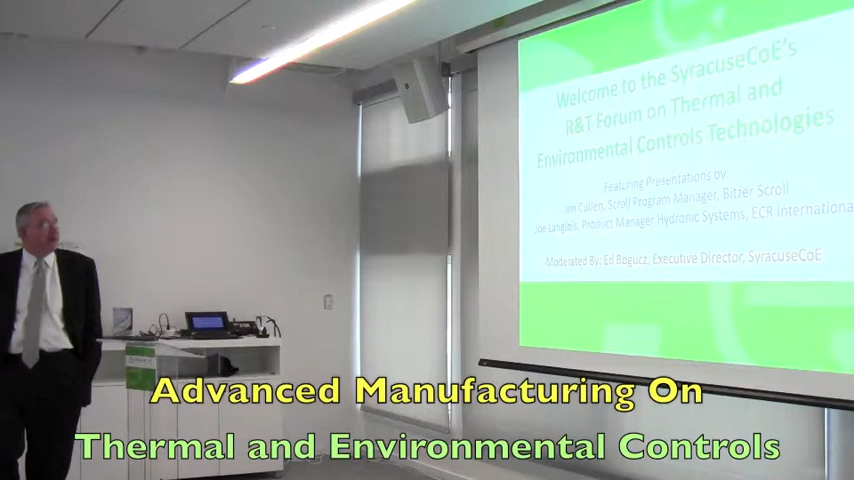 Welcome to the SyracuseCoE's
R&T Forum on Thermal and
Environmental Controls Technologies
Featuring Presentations by:
Jim Cullen, Scroll Program Manager, Bitzer Scroll
Joe Langlois, Product Manager Hydronic Systems, ECR International
Moderated By: Ed Bogucz, Executive Director, SyracuseCoE
Advanced Manufacturing On
Thermal and Environmental Controls